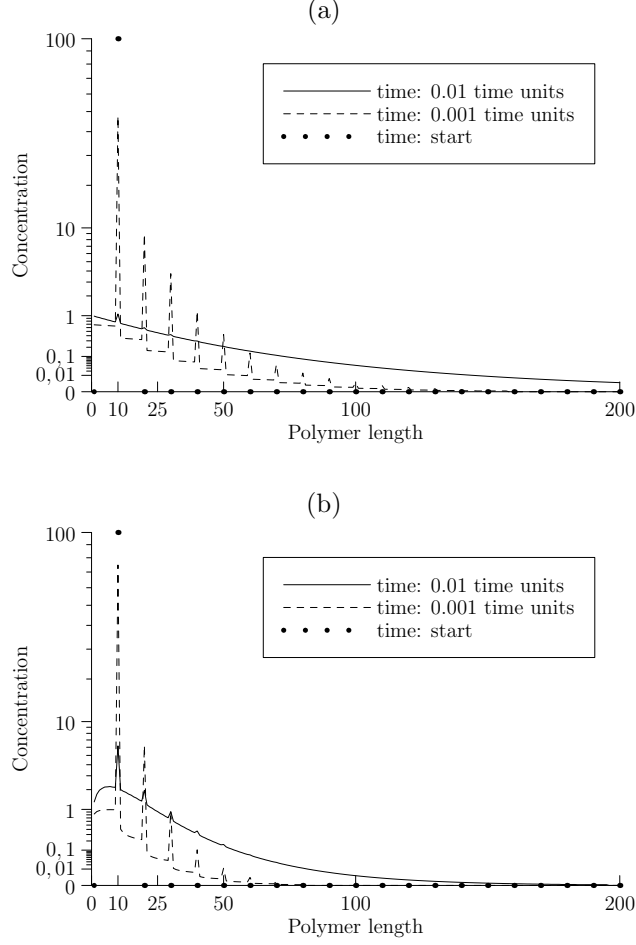 (a)
100
10
1
0, 1
0, 01
0
Concentration
time: 0.01 time units
time: 0.001 time units
time: start
0 10 25 50 100 200
Polymer length
(b)
100
10
1
0, 1
0, 01
0
Concentration
time: 0.01 time units
time: 0.001 time units
time: start
0 10 25 50 100 200
Polymer length